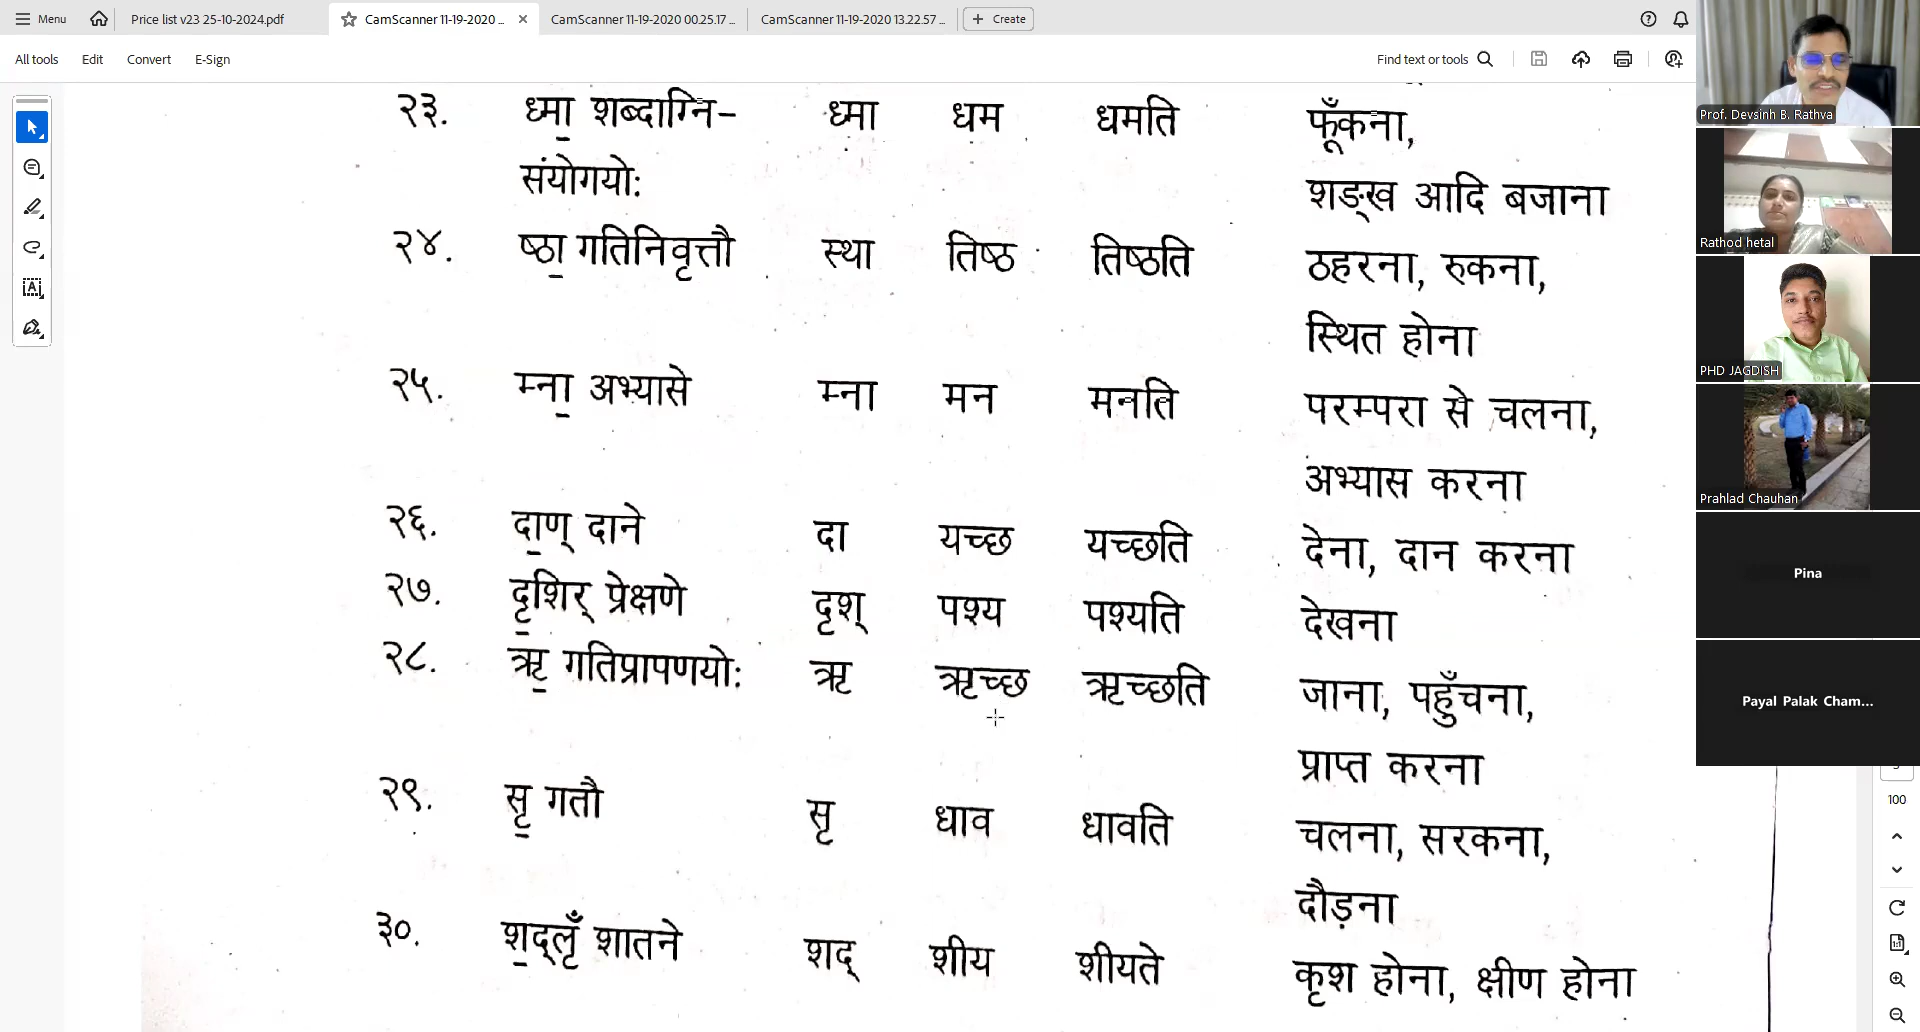 Menu
Price list v23 25-10-2024.pdf
CamScanner 11-19-2020 ...
CamScanner 11-19-2020 00.25.17 ...
CamScanner 11-19-2020 13.22.57 ...
Create
All tools Edit Convert E-Sign
Find text or tools
२३. ध्मा शब्दाग्नि- ध्मा धम धमति फूँकना,
संयोगयोः शङ्ख आदि बजाना
२४. ष्ठा गतिनिवृत्तौ स्था तिष्ठ तिष्ठति ठहरना, रुकना,
स्थित होना
२५. म्ना अभ्यासे म्ना मन मनति परम्परा से चलना,
अभ्यास करना
२६. दाण् दाने दा यच्छ यच्छति देना, दान करना
२७. दृशिर् प्रेक्षणे दृश् पश्य पश्यति देखना
२८. ऋ गतिप्रापणयोः ऋ ऋच्छ ऋच्छति जाना, पहुँचना,
प्राप्त करना
२९. सृ गतौ सृ धाव धावति चलना, सरकना,
दौड़ना
३०. शद्लृँ शातने शद् शीय शीयते कृश होना, क्षीण होना
Prof. Devsinh B. Rathva
Rathod hetal
PHD JAGDISH
Prahlad Chauhan
Pina
Payal Palak Cham...
100